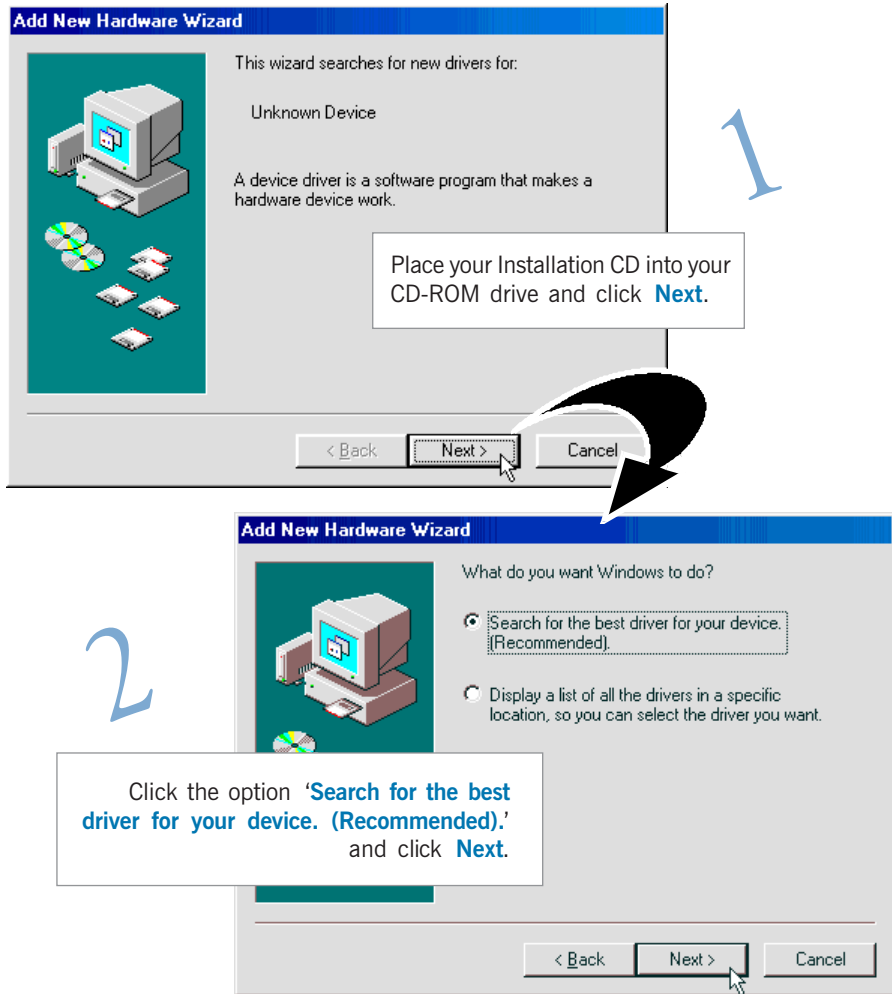 Add New Hardware Wizard
This wizard searches for new drivers for:
Unknown Device
A device driver is a software program that makes a
hardware device work.
1
Place your Installation CD into your
CD-ROM drive and click Next.
< Back
Next >
Cancel
Add New Hardware Wizard
What do you want Windows to do?
Search for the best driver for your device.
(Recommended).
Display a list of all the drivers in a specific
location, so you can select the driver you want.
2
Click the option ‘Search for the best
driver for your device. (Recommended).’
and click Next.
< Back
Next >
Cancel